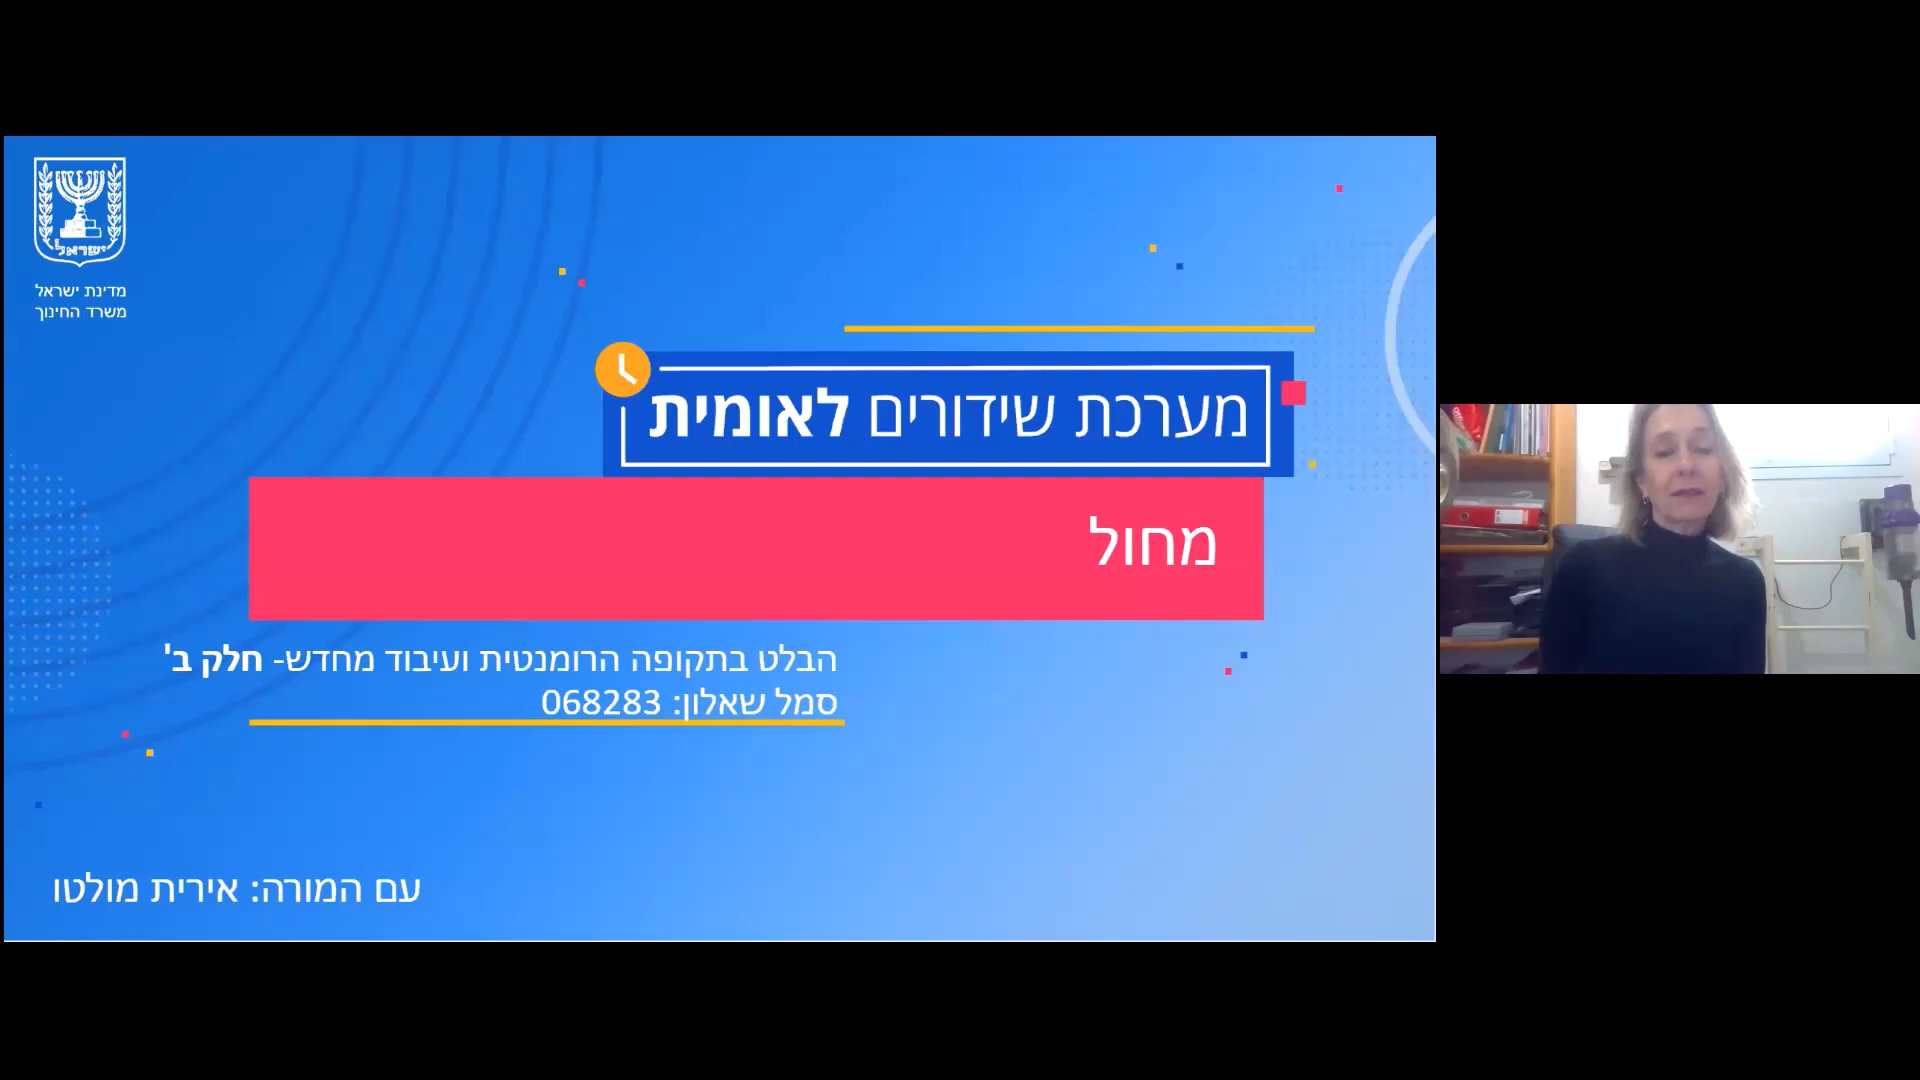 ישראל
מדינת ישראל
משרד החינוך
מערכת שידורים לאומית
מחול
הבלט בתקופה הרומנטית ועיבוד מחדש- חלק ב'
סמל שאלון: 068283
עם המורה: אירית מולטו